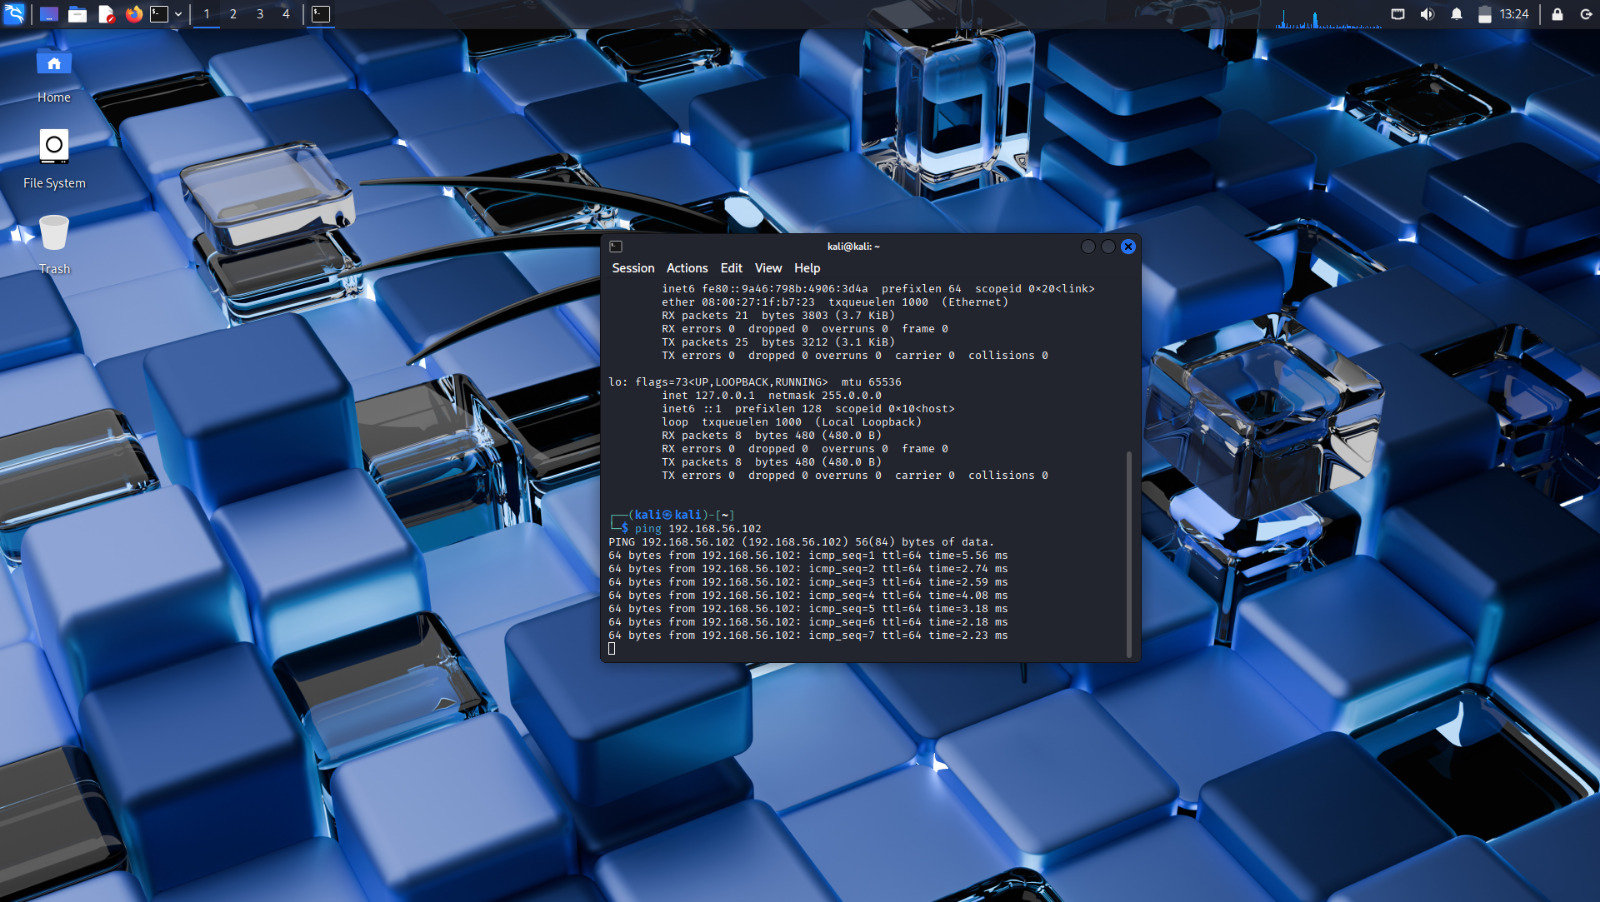 1 2 3 4
13:24
Home
File System
Trash
kali@kali: ~
Session Actions Edit View Help
inet6 fe80::9a46:798b:4906:3d4a prefixlen 64 scopeid 0×20<link>
ether 08:00:27:1f:b7:23 txqueuelen 1000 (Ethernet)
RX packets 21 bytes 3803 (3.7 KiB)
RX errors 0 dropped 0 overruns 0 frame 0
TX packets 25 bytes 3212 (3.1 KiB)
TX errors 0 dropped 0 overruns 0 carrier 0 collisions 0
lo: flags=73<UP,LOOPBACK,RUNNING> mtu 65536
inet 127.0.0.1 netmask 255.0.0.0
inet6 ::1 prefixlen 128 scopeid 0×10<host>
loop txqueuelen 1000 (Local Loopback)
RX packets 8 bytes 480 (480.0 B)
RX errors 0 dropped 0 overruns 0 frame 0
TX packets 8 bytes 480 (480.0 B)
TX errors 0 dropped 0 overruns 0 carrier 0 collisions 0
┌──(kali㉿kali)-[~]
└─$ ping 192.168.56.102
PING 192.168.56.102 (192.168.56.102) 56(84) bytes of data.
64 bytes from 192.168.56.102: icmp_seq=1 ttl=64 time=5.56 ms
64 bytes from 192.168.56.102: icmp_seq=2 ttl=64 time=2.74 ms
64 bytes from 192.168.56.102: icmp_seq=3 ttl=64 time=2.59 ms
64 bytes from 192.168.56.102: icmp_seq=4 ttl=64 time=4.08 ms
64 bytes from 192.168.56.102: icmp_seq=5 ttl=64 time=3.18 ms
64 bytes from 192.168.56.102: icmp_seq=6 ttl=64 time=2.18 ms
64 bytes from 192.168.56.102: icmp_seq=7 ttl=64 time=2.23 ms